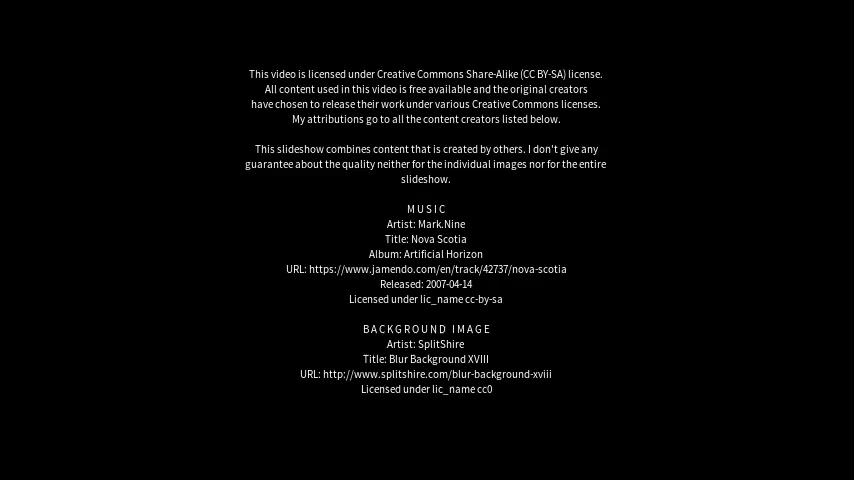 This video is licensed under Creative Commons Share-Alike (CC BY-SA) license.
All content used in this video is free available and the original creators
have chosen to release their work under various Creative Commons licenses.
My attributions go to all the content creators listed below.
This slideshow combines content that is created by others. I don't give any
guarantee about the quality neither for the individual images nor for the entire
slideshow.
MUSIC
Artist: Mark.Nine
Title: Nova Scotia
Album: Artificial Horizon
URL: https://www.jamendo.com/en/track/42737/nova-scotia
Released: 2007-04-14
Licensed under lic_name cc-by-sa
BACKGROUND IMAGE
Artist: SplitShire
Title: Blur Background XVIII
URL: http://www.splitshire.com/blur-background-xviii
Licensed under lic_name cc0